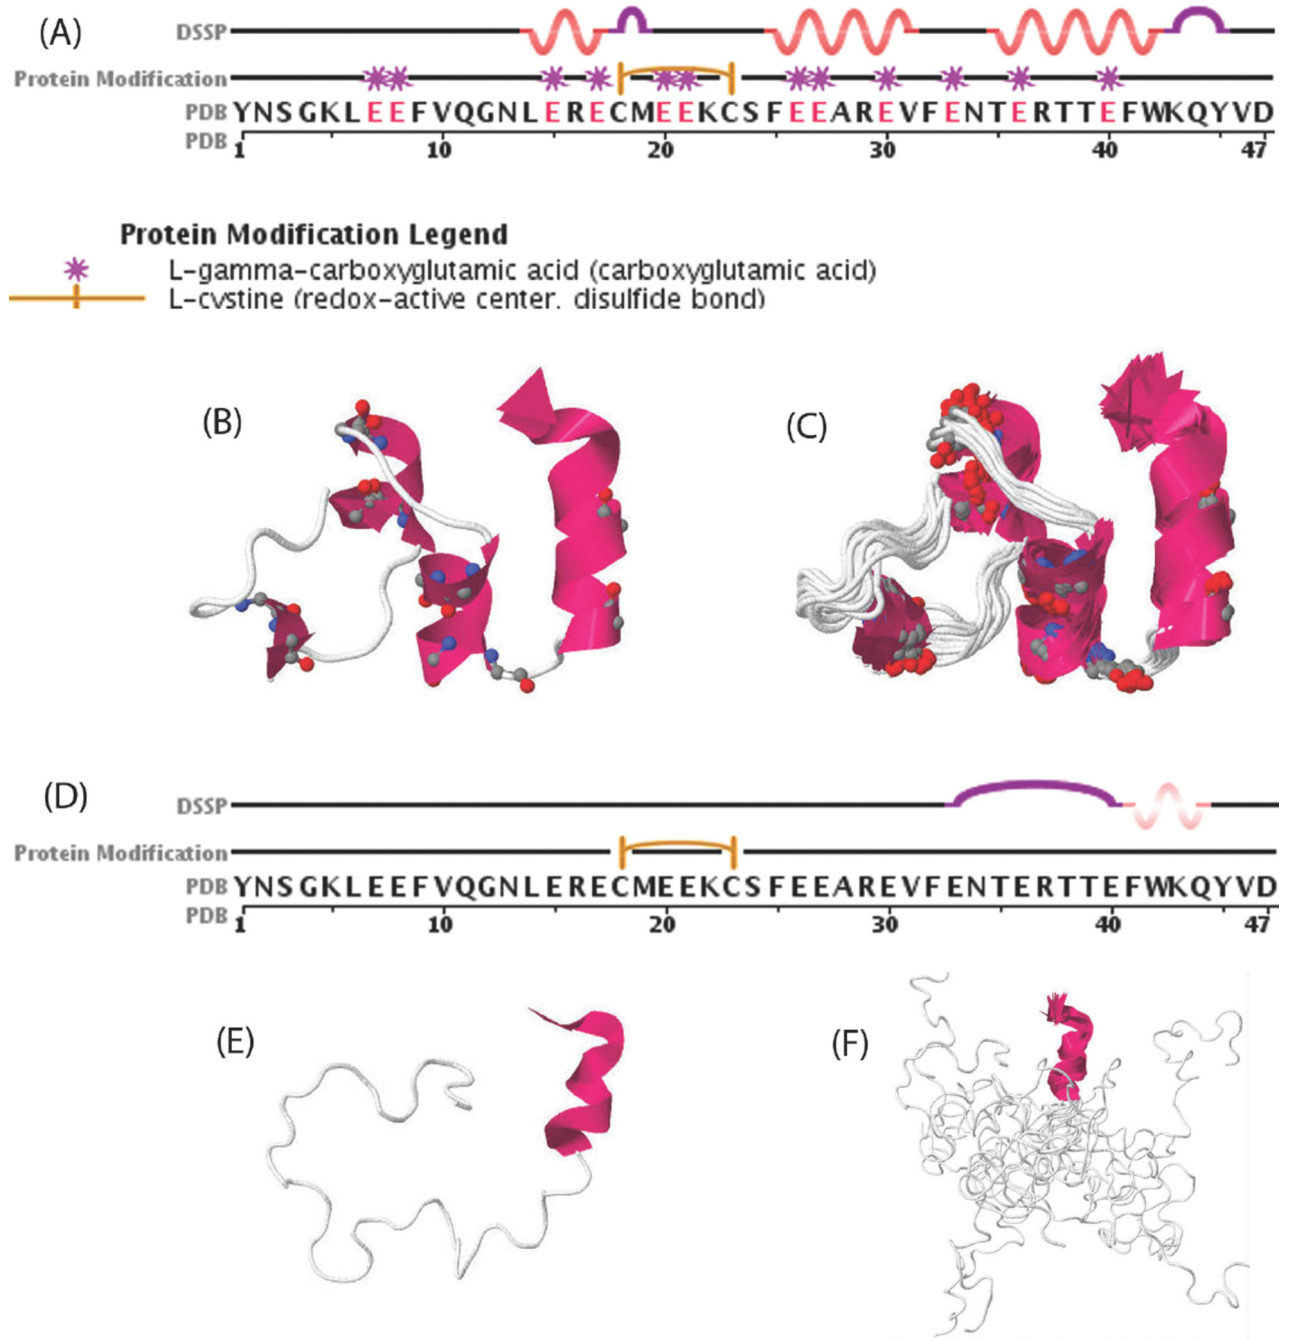 (A)
DSSP
Protein Modification
PDB YNSGKLEEFVQGNLERECMEEKCSFEEAREVFENTERTTEFWKQYVD
PDB 1 10 20 30 40 47
Protein Modification Legend
L-gamma-carboxyglutamic acid (carboxyglutamic acid)
L-cystine (redox-active center, disulfide bond)
(B)
(C)
(D)
DSSP
Protein Modification
PDB YNSGKLEEFVQGNLERECMEEKCSFEEAREVFENTERTTEFWKQYVD
PDB 1 10 20 30 40 47
(E)
(F)